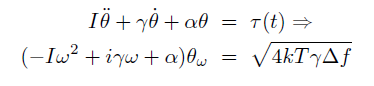 Iθ̈ + γθ̇ + αθ = τ(t) ⇒
(−Iω² + iγω + α)θ_ω = √(4kTγΔf)